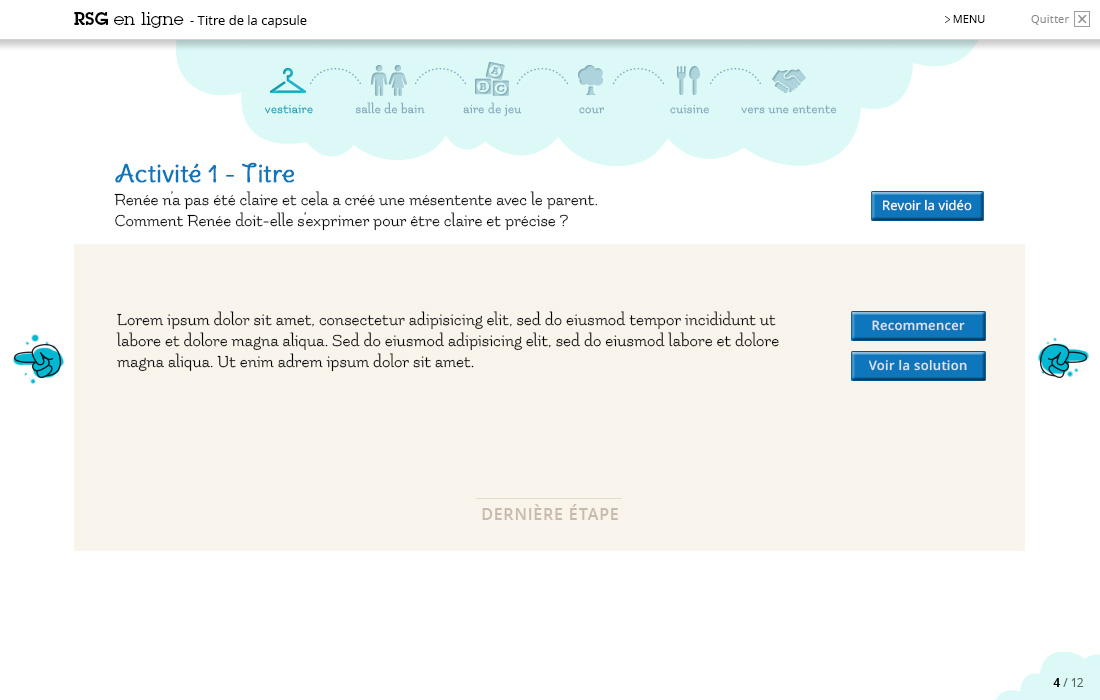 RSG en ligne - Titre de la capsule
> MENU
Quitter
A
D C
vestiaire salle de bain aire de jeu cour cuisine vers une entente
Activité 1 - Titre
Renée n'a pas été claire et cela a créé une mésentente avec le parent.
Comment Renée doit-elle s'exprimer pour être claire et précise ?
Revoir la vidéo
Lorem ipsum dolor sit amet, consectetur adipisicing elit, sed do eiusmod tempor incididunt ut
labore et dolore magna aliqua. Sed do eiusmod adipisicing elit, sed do eiusmod labore et dolore
magna aliqua. Ut enim adrem ipsum dolor sit amet.
Recommencer
Voir la solution
DERNIÈRE ÉTAPE
4 / 12